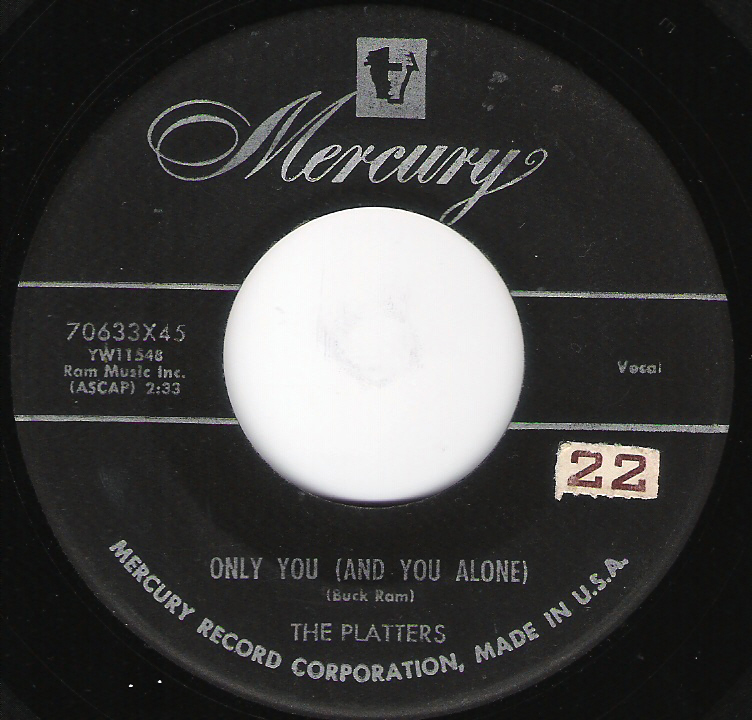 Mercury
70633X45
YW11548
Ram Music Inc.
(ASCAP) 2:33
Vocal
22
ONLY YOU (AND YOU ALONE)
(Buck Ram)
THE PLATTERS
MERCURY RECORD CORPORATION, MADE IN U.S.A.